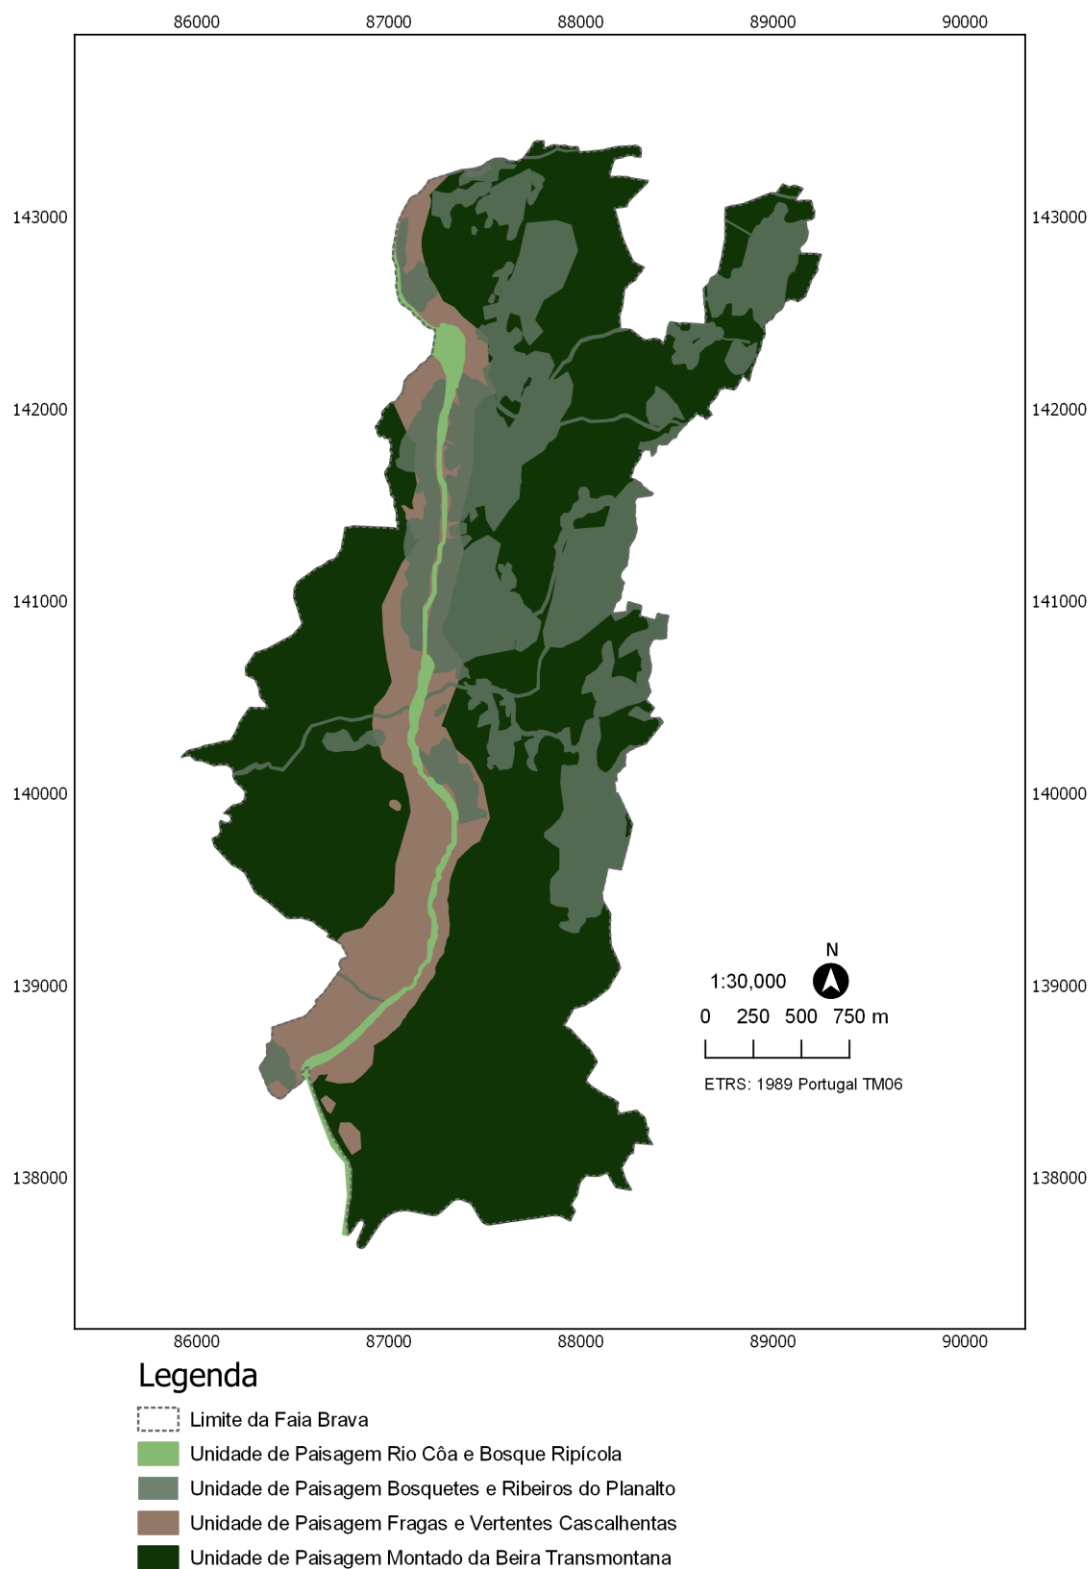 86000 87000 88000 89000 90000
143000 143000
142000 142000
141000 141000
140000 140000
N
1:30,000
139000 139000
0 250 500 750 m
ETRS: 1989 Portugal TM06
138000 138000
86000 87000 88000 89000 90000
Legenda
Limite da Faia Brava
Unidade de Paisagem Rio Côa e Bosque Ripícola
Unidade de Paisagem Bosquetes e Ribeiros do Planalto
Unidade de Paisagem Fragas e Vertentes Cascalhentas
Unidade de Paisagem Montado da Beira Transmontana